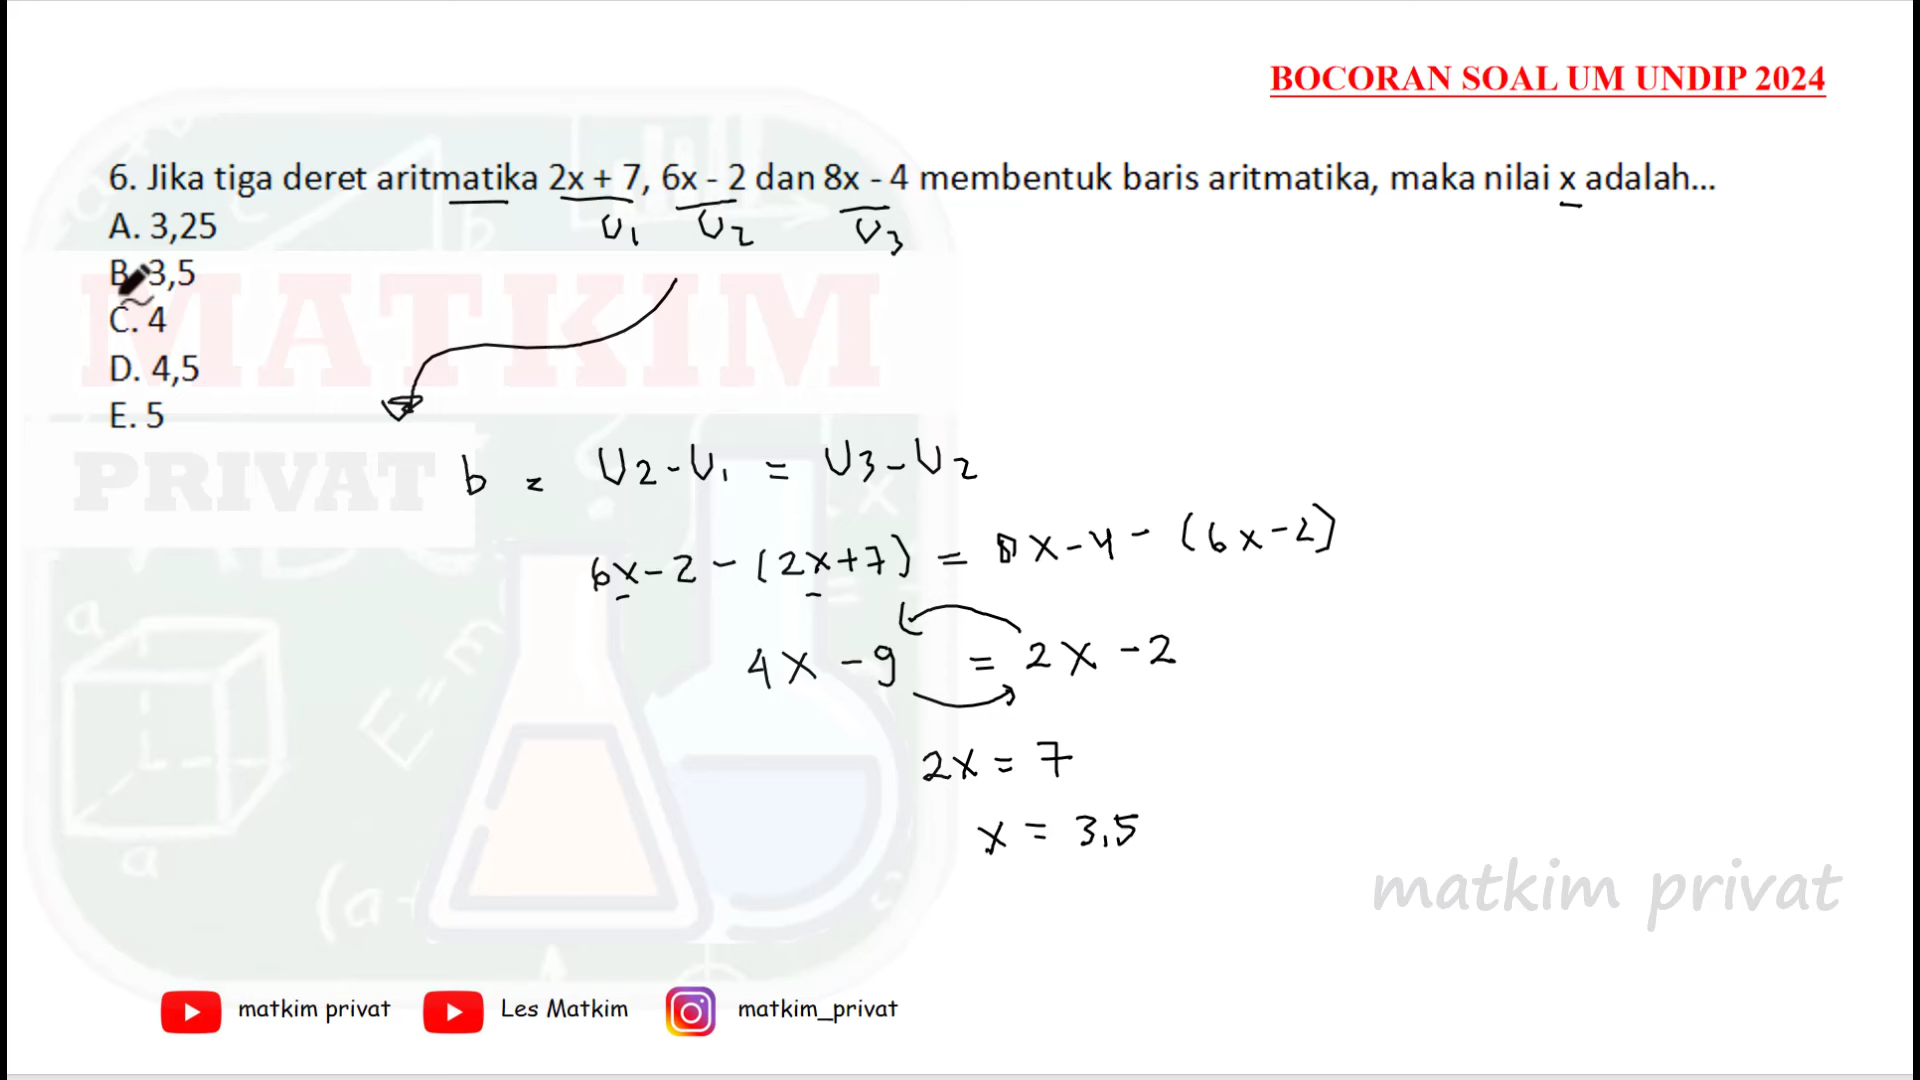 BOCORAN SOAL UM UNDIP 2024
6. Jika tiga deret aritmatika 2x + 7, 6x - 2 dan 8x - 4 membentuk baris aritmatika, maka nilai x adalah...
U1 U2 U3
A. 3,25
B. 3,5
C. 4
D. 4,5
E. 5
MATKIM
PRIVAT
b = U2 - U1 = U3 - U2
6x - 2 - (2x + 7) = 8x - 4 - (6x - 2)
4x - 9 = 2x - 2
2x = 7
x = 3,5
a
a
E = m
(a +
matkim privat
matkim privat
Les Matkim
matkim_privat